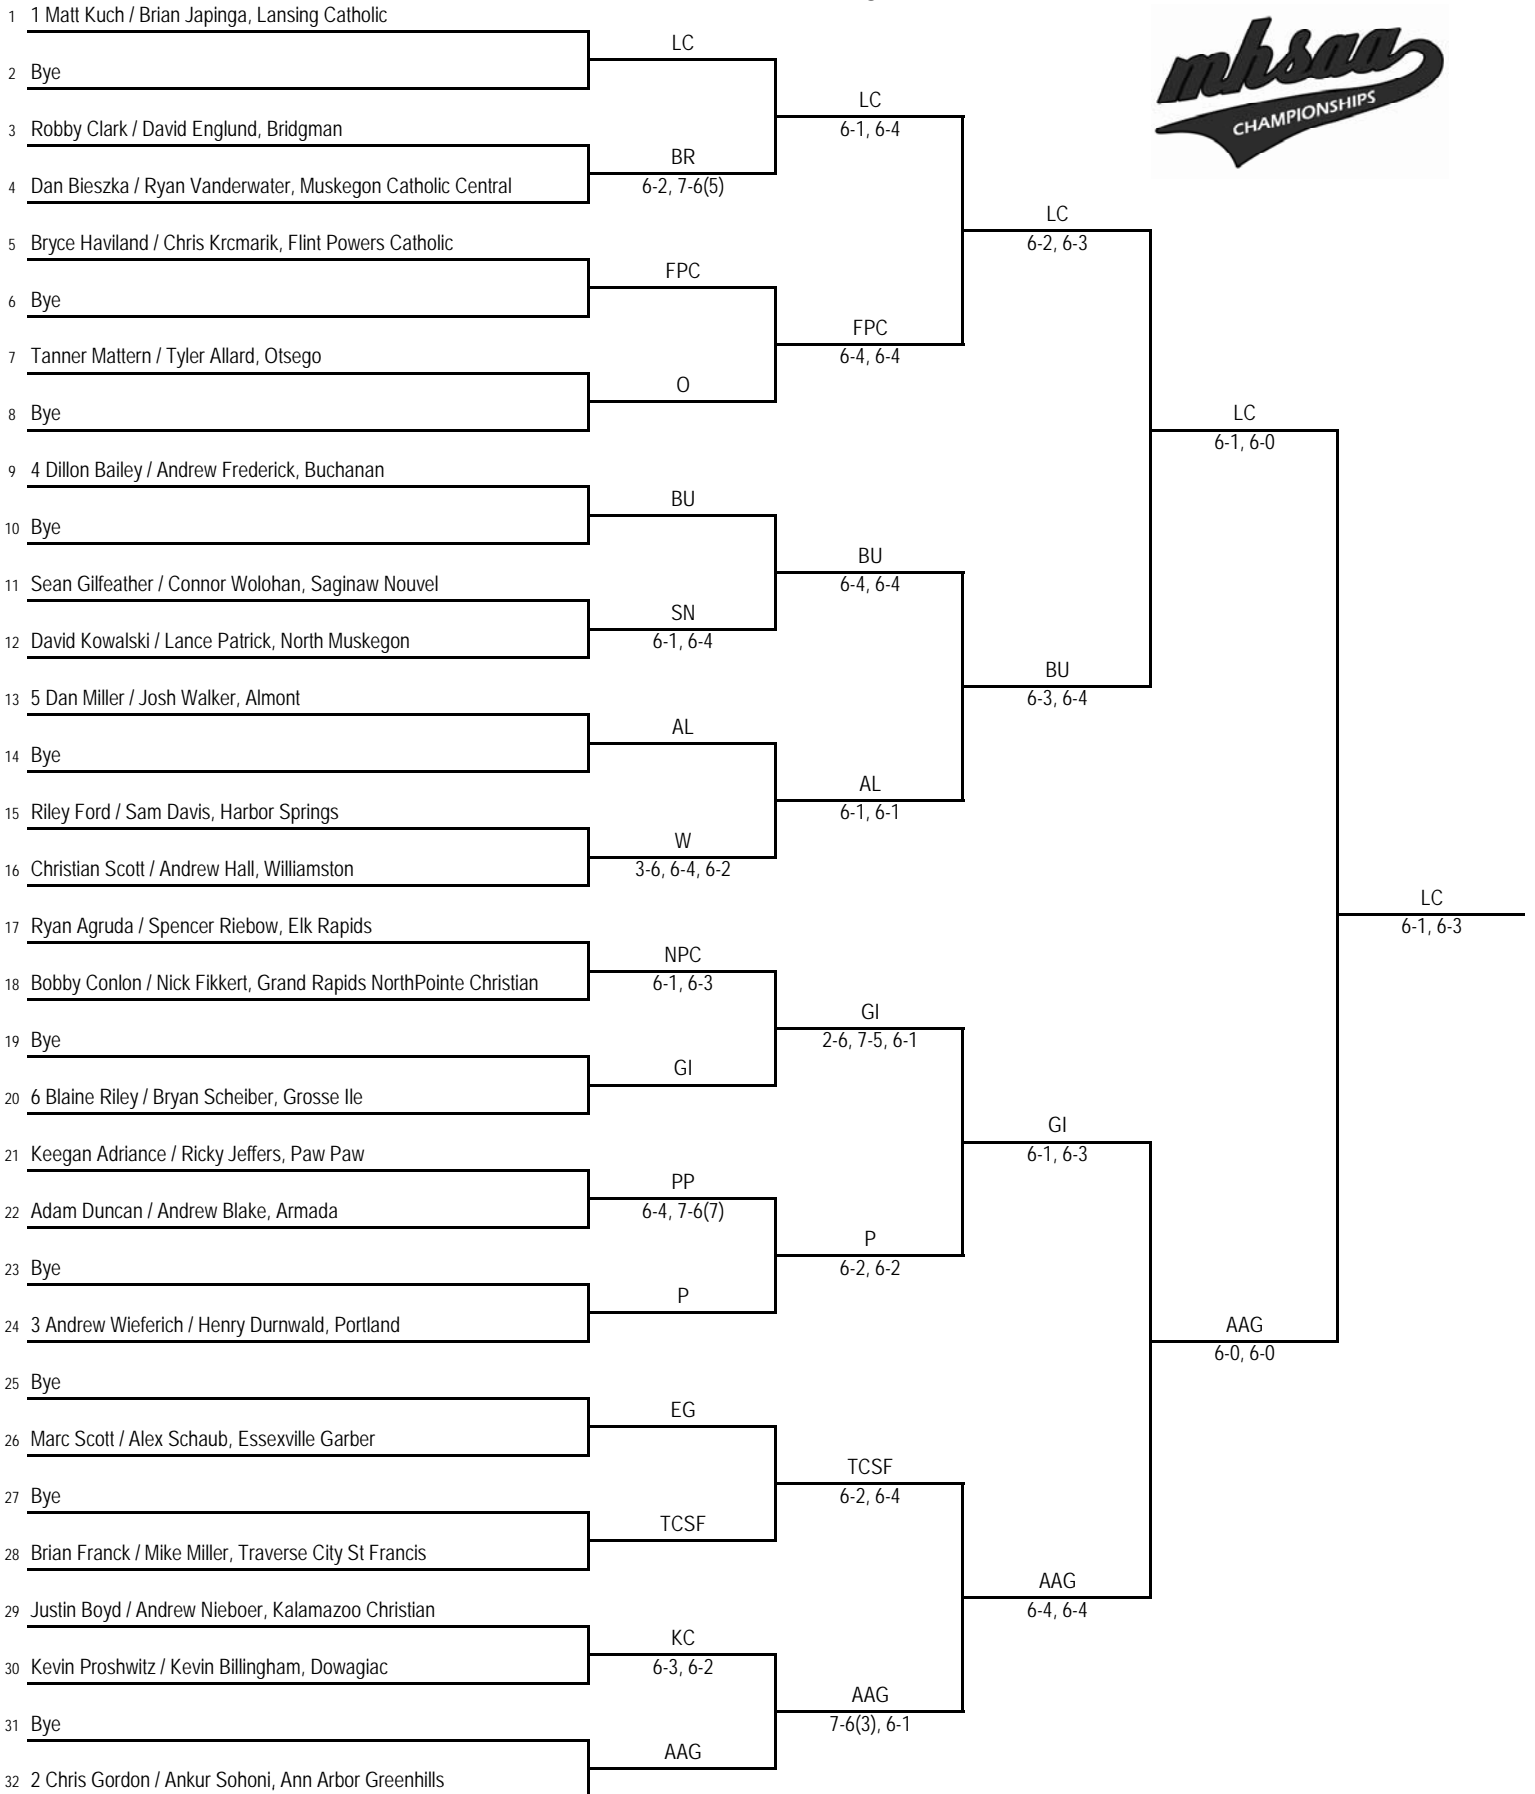 1 1 Matt Kuch / Brian Japinga, Lansing Catholic
LC
2 Bye
LC
6-1, 6-4
3 Robby Clark / David Englund, Bridgman
BR
6-2, 7-6(5)
4 Dan Bieszka / Ryan Vanderwater, Muskegon Catholic Central
LC
6-2, 6-3
5 Bryce Haviland / Chris Krcmarik, Flint Powers Catholic
FPC
6 Bye
FPC
6-4, 6-4
7 Tanner Mattern / Tyler Allard, Otsego
O
8 Bye
LC
6-1, 6-0
9 4 Dillon Bailey / Andrew Frederick, Buchanan
BU
10 Bye
BU
6-4, 6-4
11 Sean Gilfeather / Connor Wolohan, Saginaw Nouvel
SN
6-1, 6-4
12 David Kowalski / Lance Patrick, North Muskegon
BU
6-3, 6-4
13 5 Dan Miller / Josh Walker, Almont
AL
14 Bye
AL
6-1, 6-1
15 Riley Ford / Sam Davis, Harbor Springs
W
3-6, 6-4, 6-2
16 Christian Scott / Andrew Hall, Williamston
LC
6-1, 6-3
17 Ryan Agruda / Spencer Riebow, Elk Rapids
NPC
6-1, 6-3
18 Bobby Conlon / Nick Fikkert, Grand Rapids NorthPointe Christian
GI
2-6, 7-5, 6-1
19 Bye
GI
20 6 Blaine Riley / Bryan Scheiber, Grosse Ile
GI
6-1, 6-3
21 Keegan Adriance / Ricky Jeffers, Paw Paw
PP
6-4, 7-6(7)
22 Adam Duncan / Andrew Blake, Armada
P
6-2, 6-2
23 Bye
P
24 3 Andrew Wieferich / Henry Durnwald, Portland
AAG
6-0, 6-0
25 Bye
EG
26 Marc Scott / Alex Schaub, Essexville Garber
TCSF
6-2, 6-4
27 Bye
TCSF
28 Brian Franck / Mike Miller, Traverse City St Francis
AAG
6-4, 6-4
29 Justin Boyd / Andrew Nieboer, Kalamazoo Christian
KC
6-3, 6-2
30 Kevin Proshwitz / Kevin Billingham, Dowagiac
AAG
7-6(3), 6-1
31 Bye
AAG
32 2 Chris Gordon / Ankur Sohoni, Ann Arbor Greenhills
mhsaa
CHAMPIONSHIPS